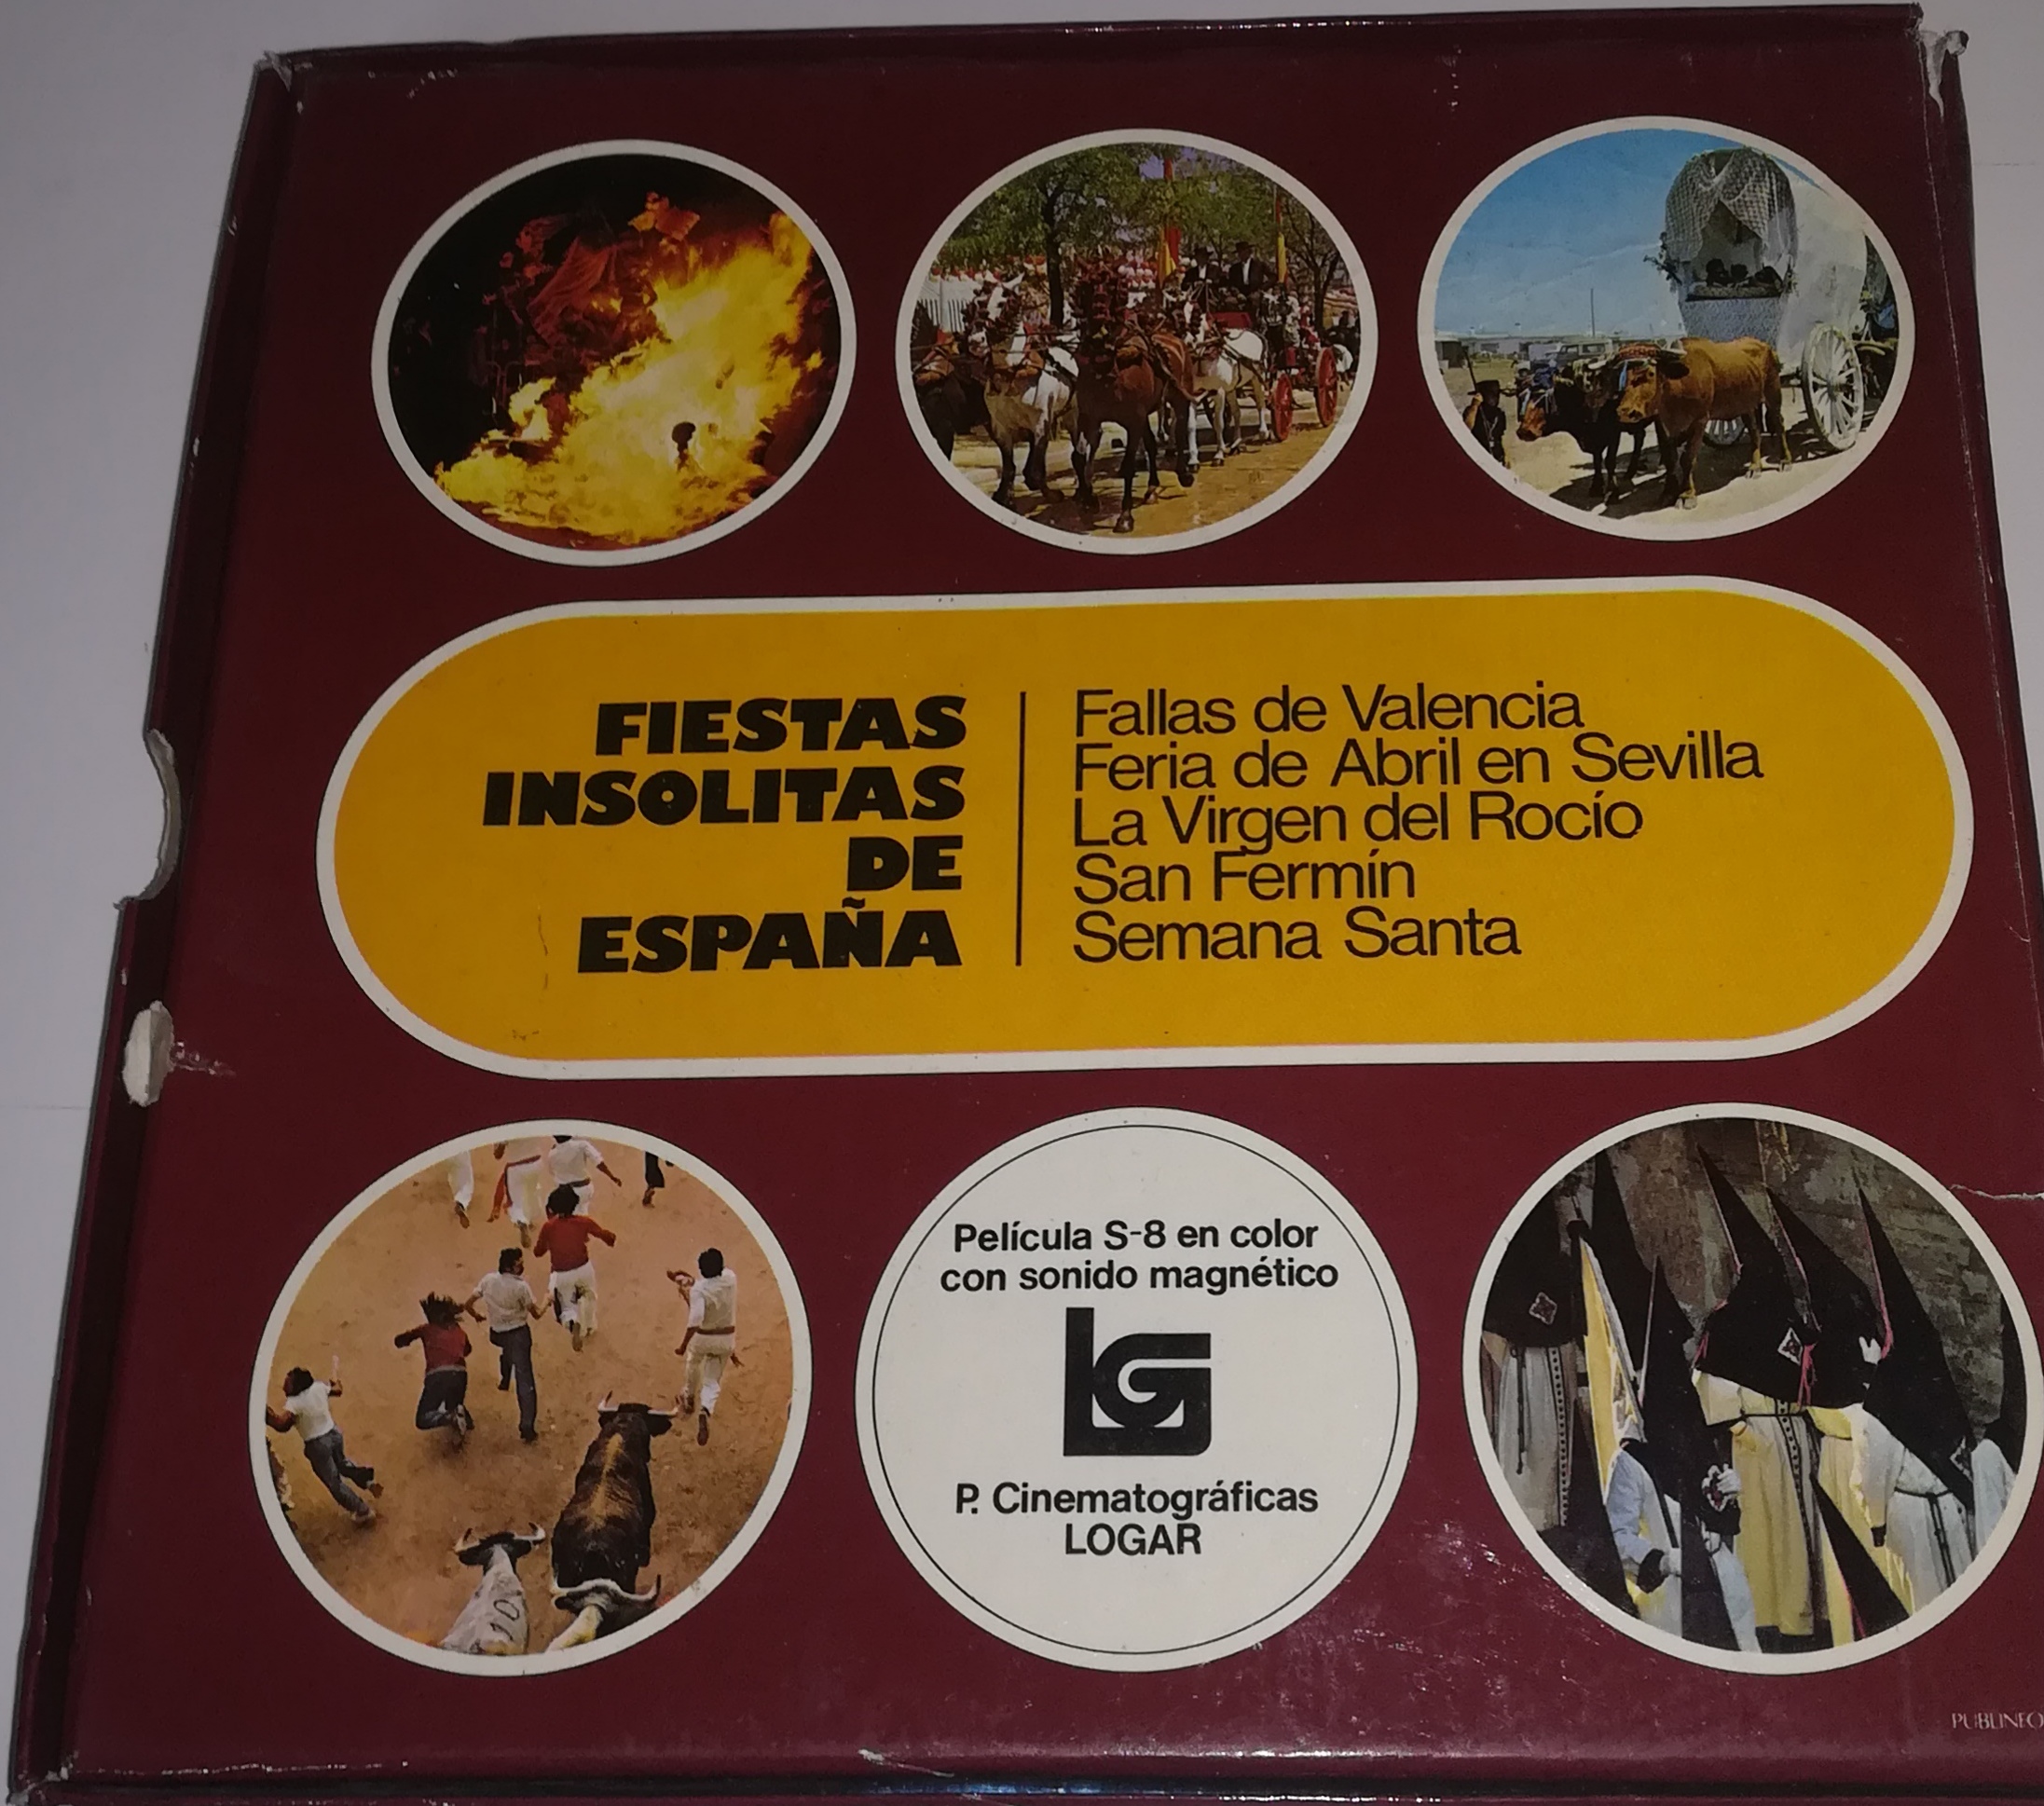 FIESTAS
INSOLITAS
DE
ESPAÑA
Fallas de Valencia
Feria de Abril en Sevilla
La Virgen del Rocío
San Fermín
Semana Santa
Película S-8 en color
con sonido magnético
P. Cinematográficas
LOGAR
PUBLINEO